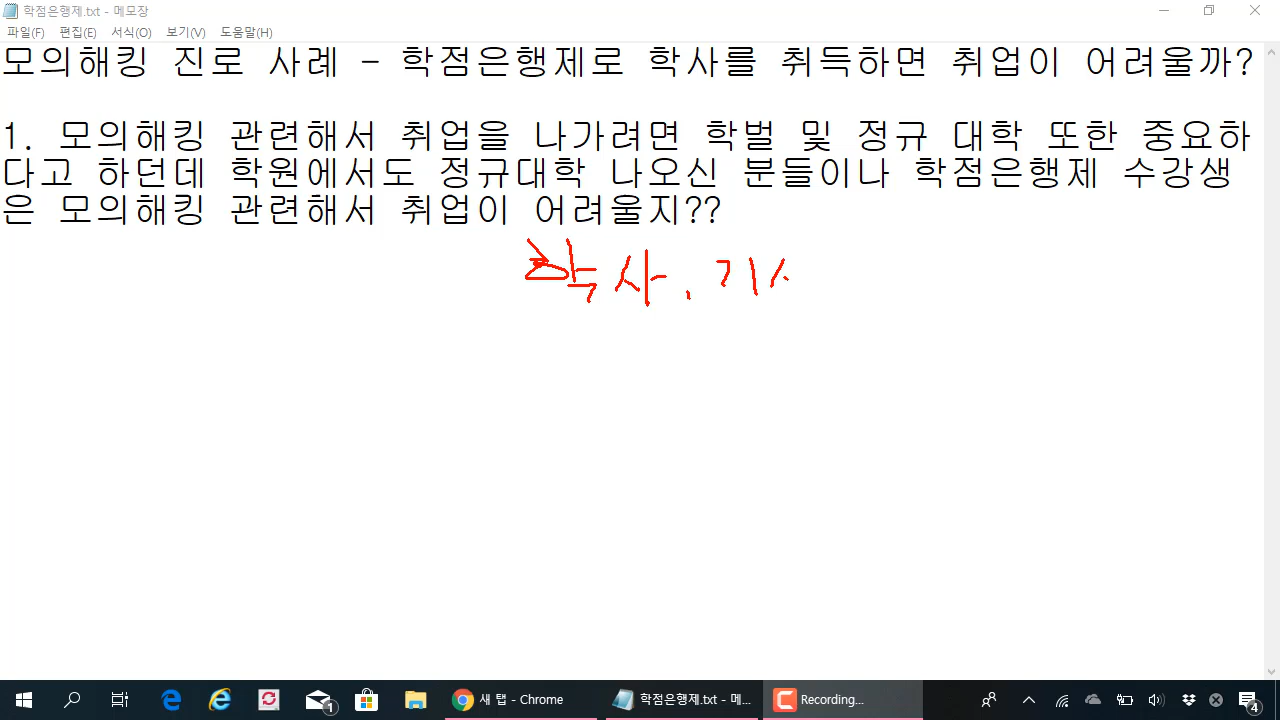 학점은행제.txt - 메모장
파일(F) 편집(E) 서식(O) 보기(V) 도움말(H)
모의해킹 진로 사례 - 학점은행제로 학사를 취득하면 취업이 어려울까?
1. 모의해킹 관련해서 취업을 나가려면 학벌 및 정규 대학 또한 중요하
다고 하던데 학원에서도 정규대학 나오신 분들이나 학점은행제 수강생
은 모의해킹 관련해서 취업이 어려울지??
학사, 기
새 탭 - Chrome 학점은행제.txt - 메... Recording...
1
4